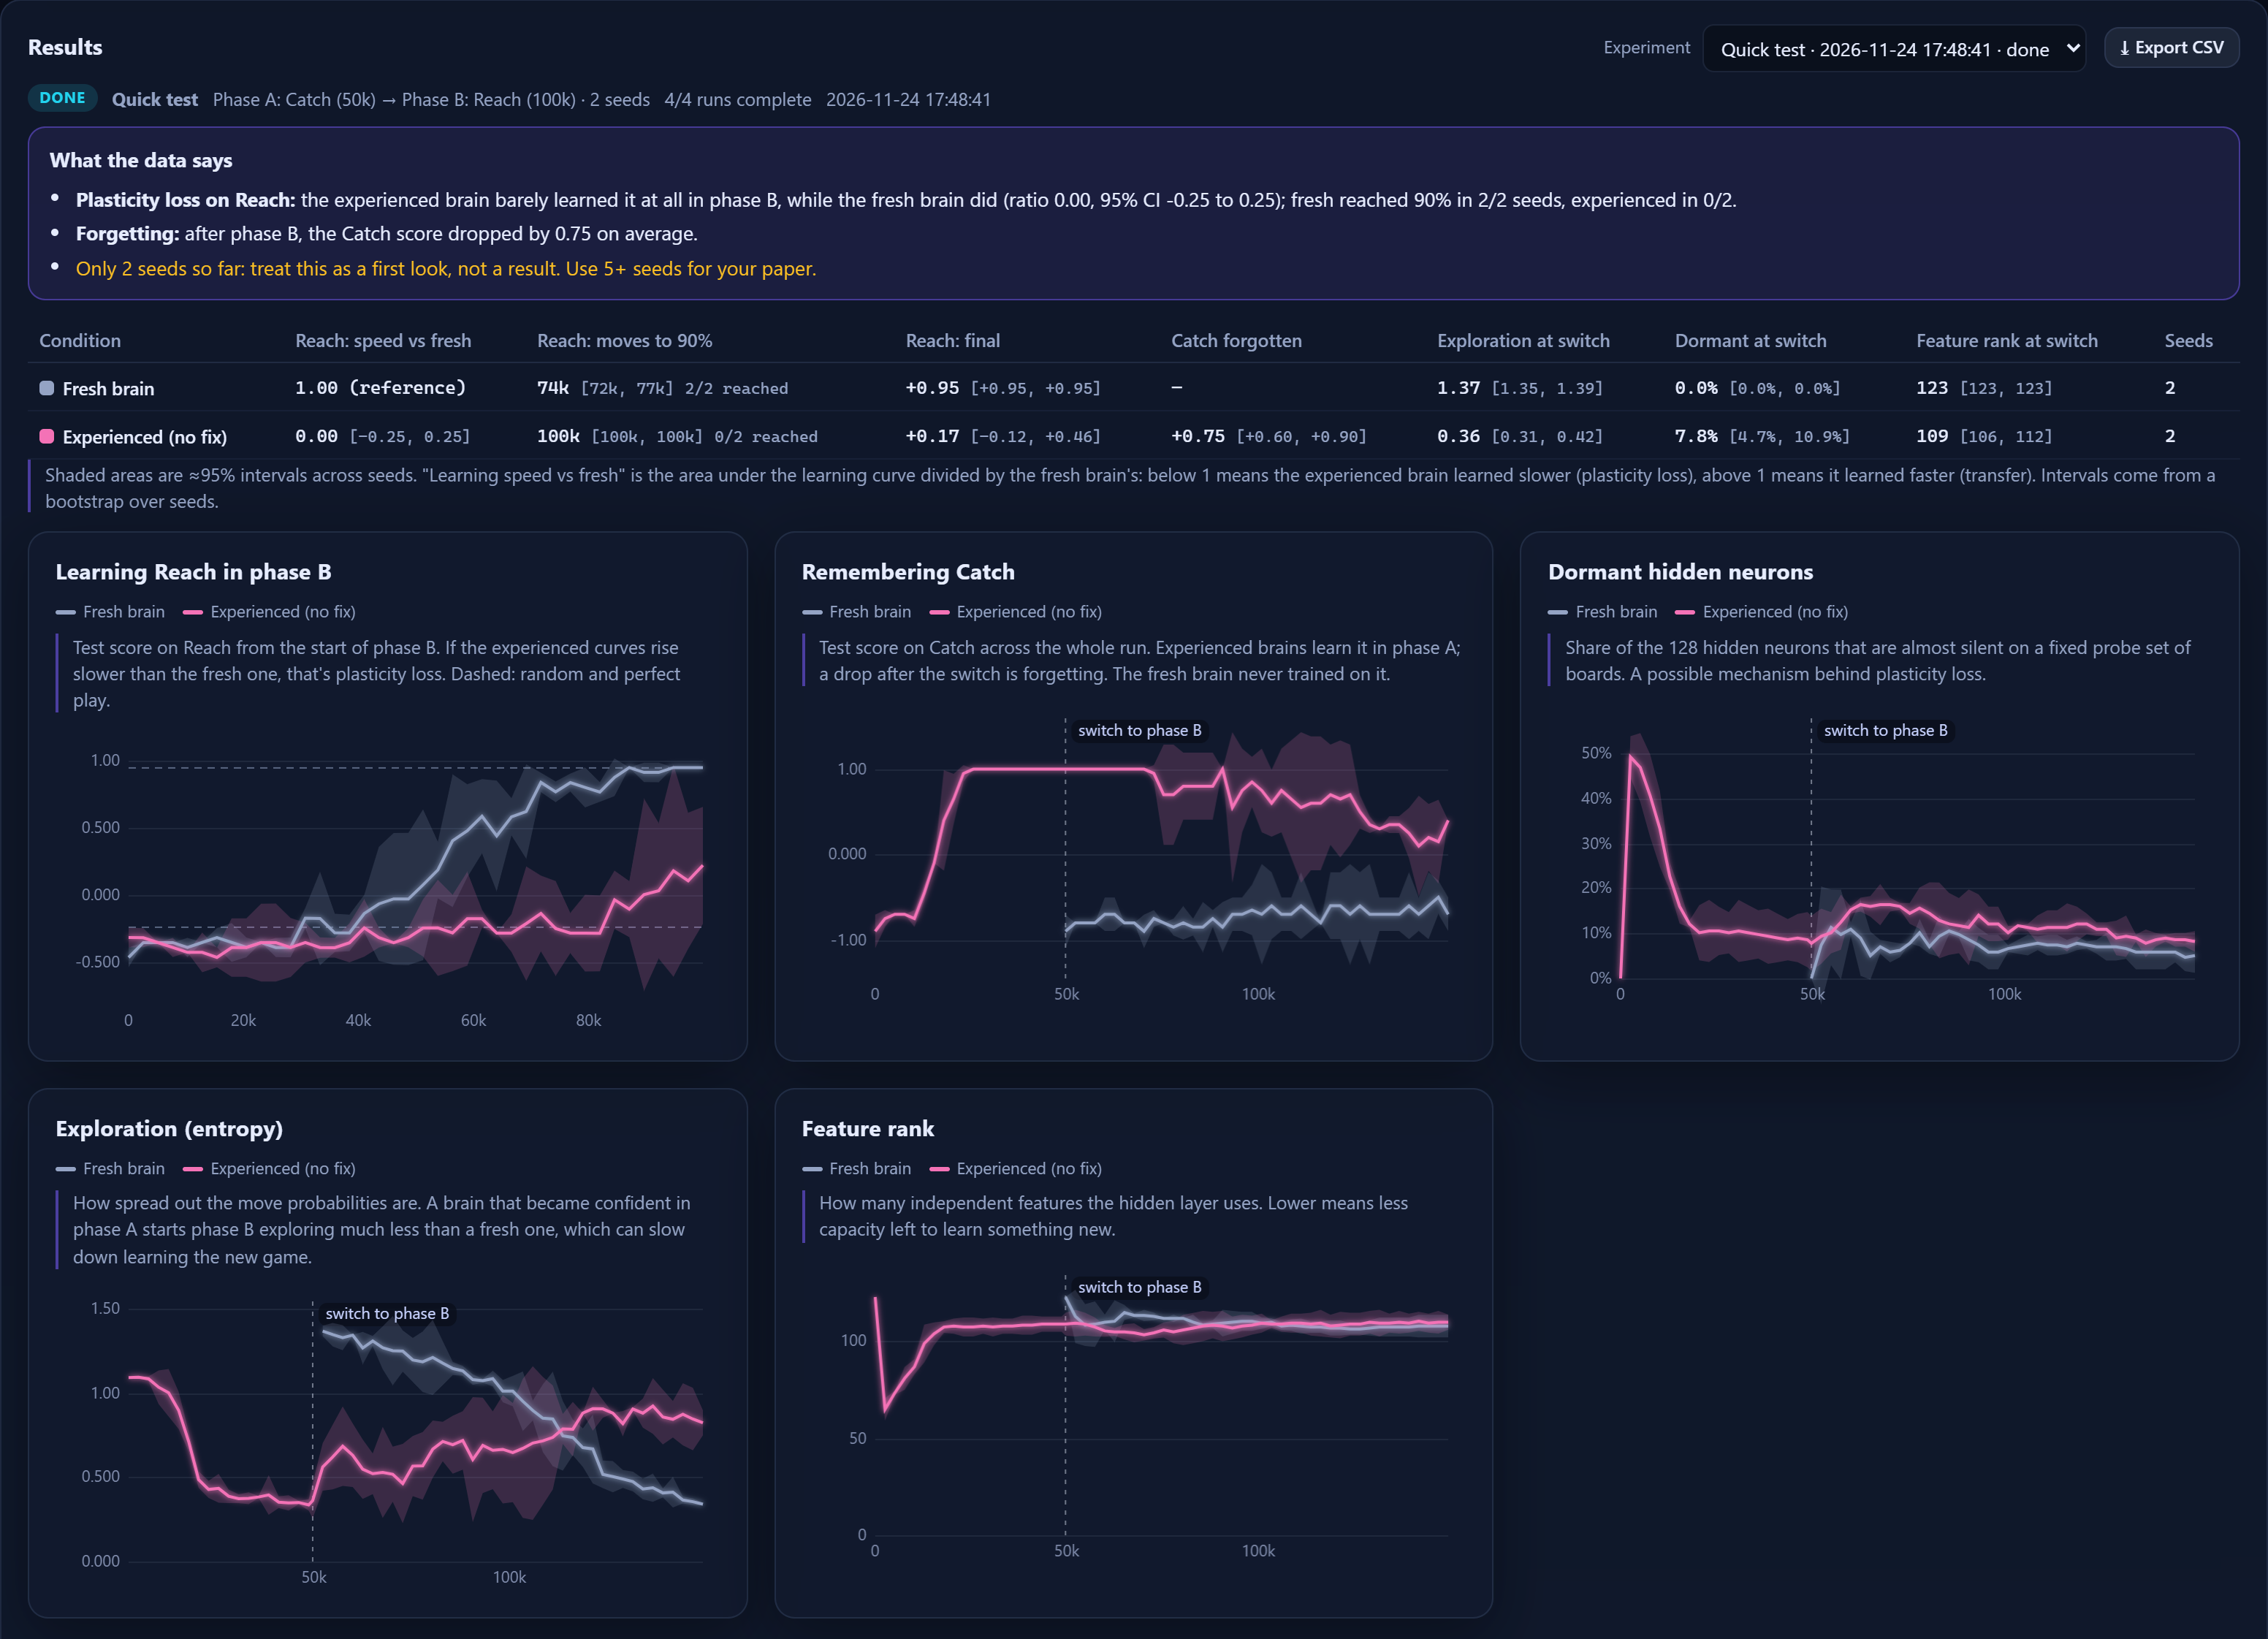 Results
Experiment
Quick test · 2026-11-24 17:48:41 · done
⤓ Export CSV
DONE Quick test Phase A: Catch (50k) → Phase B: Reach (100k) · 2 seeds 4/4 runs complete 2026-11-24 17:48:41
What the data says
• Plasticity loss on Reach: the experienced brain barely learned it at all in phase B, while the fresh brain did (ratio 0.00, 95% CI -0.25 to 0.25); fresh reached 90% in 2/2 seeds, experienced in 0/2.
• Forgetting: after phase B, the Catch score dropped by 0.75 on average.
• Only 2 seeds so far: treat this as a first look, not a result. Use 5+ seeds for your paper.
Condition Reach: speed vs fresh Reach: moves to 90% Reach: final Catch forgotten Exploration at switch Dormant at switch Feature rank at switch Seeds
Fresh brain 1.00 (reference) 74k [72k, 77k] 2/2 reached +0.95 [+0.95, +0.95] — 1.37 [1.35, 1.39] 0.0% [0.0%, 0.0%] 123 [123, 123] 2
Experienced (no fix) 0.00 [−0.25, 0.25] 100k [100k, 100k] 0/2 reached +0.17 [−0.12, +0.46] +0.75 [+0.60, +0.90] 0.36 [0.31, 0.42] 7.8% [4.7%, 10.9%] 109 [106, 112] 2
Shaded areas are ≈95% intervals across seeds. "Learning speed vs fresh" is the area under the learning curve divided by the fresh brain's: below 1 means the experienced brain learned slower (plasticity loss), above 1 means it learned faster (transfer). Intervals come from a
bootstrap over seeds.
Learning Reach in phase B
Fresh brain Experienced (no fix)
Test score on Reach from the start of phase B. If the experienced curves rise
slower than the fresh one, that's plasticity loss. Dashed: random and perfect
play.
1.00
0.500
0.000
-0.500
0 20k 40k 60k 80k
Remembering Catch
Fresh brain Experienced (no fix)
Test score on Catch across the whole run. Experienced brains learn it in phase A;
a drop after the switch is forgetting. The fresh brain never trained on it.
switch to phase B
1.00
0.000
-1.00
0 50k 100k
Dormant hidden neurons
Fresh brain Experienced (no fix)
Share of the 128 hidden neurons that are almost silent on a fixed probe set of
boards. A possible mechanism behind plasticity loss.
switch to phase B
50%
40%
30%
20%
10%
0%
0 50k 100k
Exploration (entropy)
Fresh brain Experienced (no fix)
How spread out the move probabilities are. A brain that became confident in
phase A starts phase B exploring much less than a fresh one, which can slow
down learning the new game.
1.50
switch to phase B
1.00
0.500
0.000
50k 100k
Feature rank
Fresh brain Experienced (no fix)
How many independent features the hidden layer uses. Lower means less
capacity left to learn something new.
switch to phase B
100
50
0
0 50k 100k